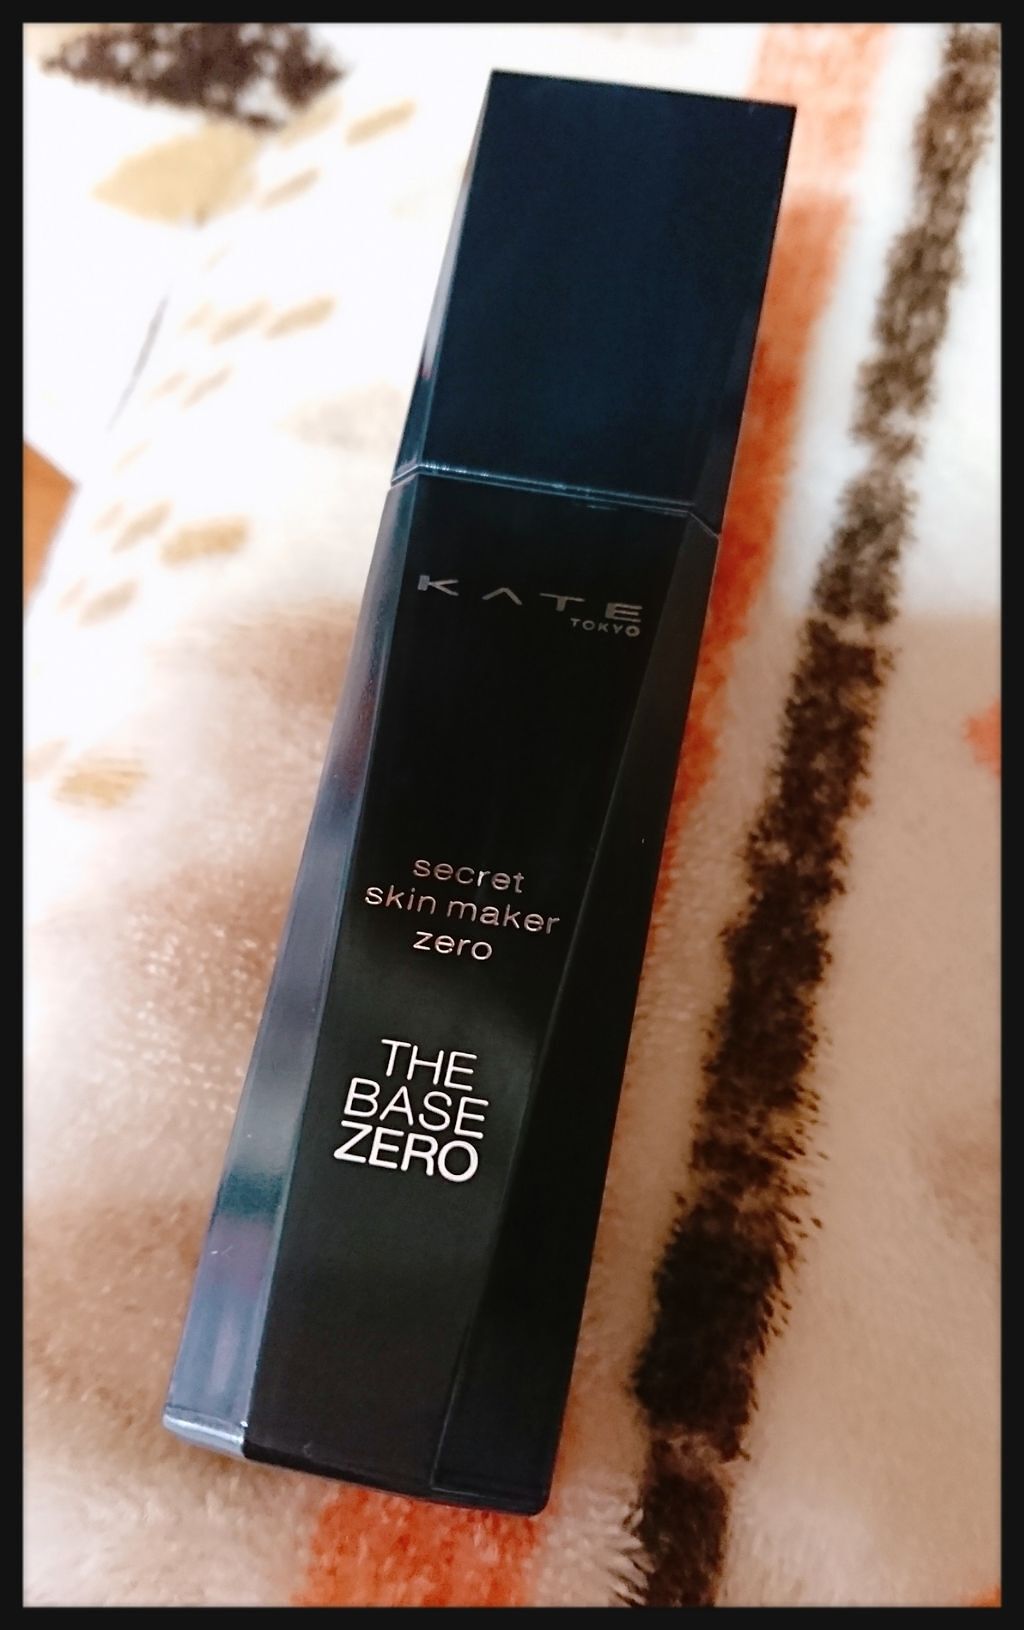 KATE
TOKYO
secret
skin maker
zero
THE
BASE
ZERO